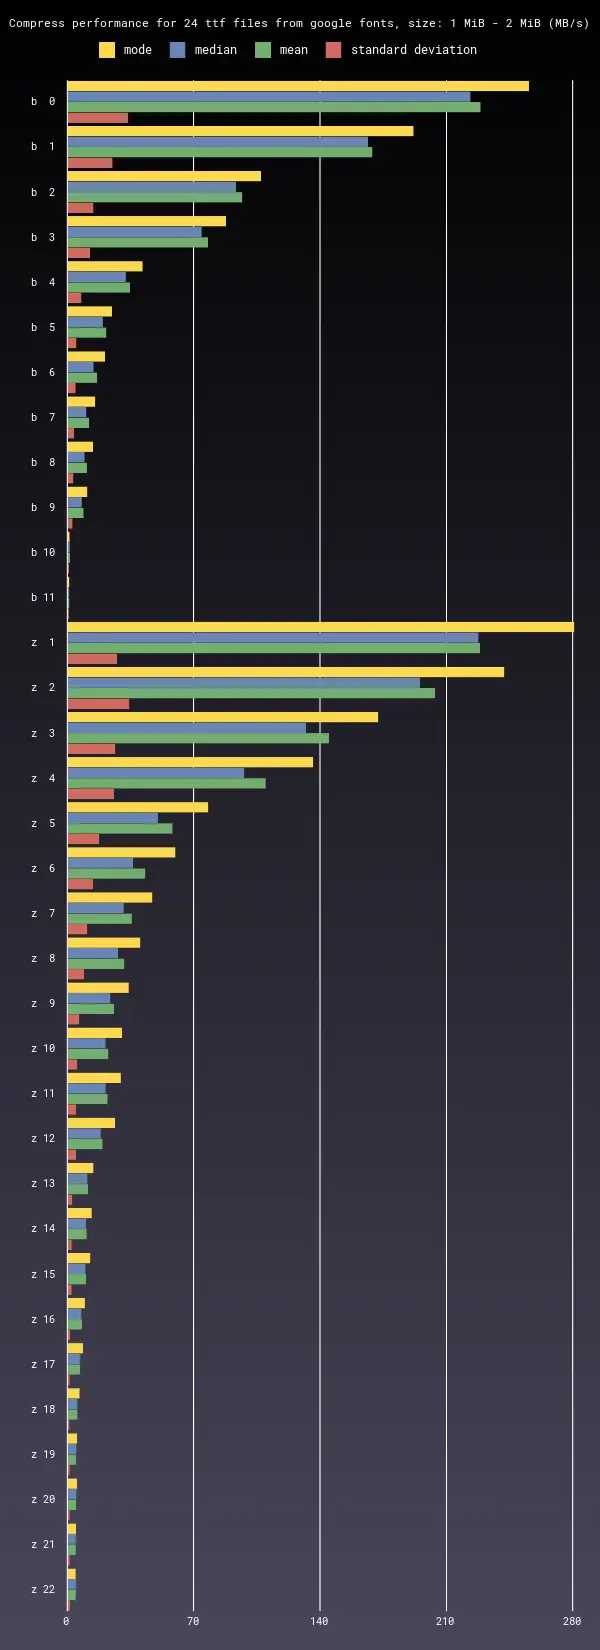 Compress performance for 24 ttf files from google fonts, size: 1 MiB - 2 MiB (MB/s)
mode median mean standard deviation
b 0
b 1
b 2
b 3
b 4
b 5
b 6
b 7
b 8
b 9
b 10
b 11
z 1
z 2
z 3
z 4
z 5
z 6
z 7
z 8
z 9
z 10
z 11
z 12
z 13
z 14
z 15
z 16
z 17
z 18
z 19
z 20
z 21
z 22
0 70 140 210 280